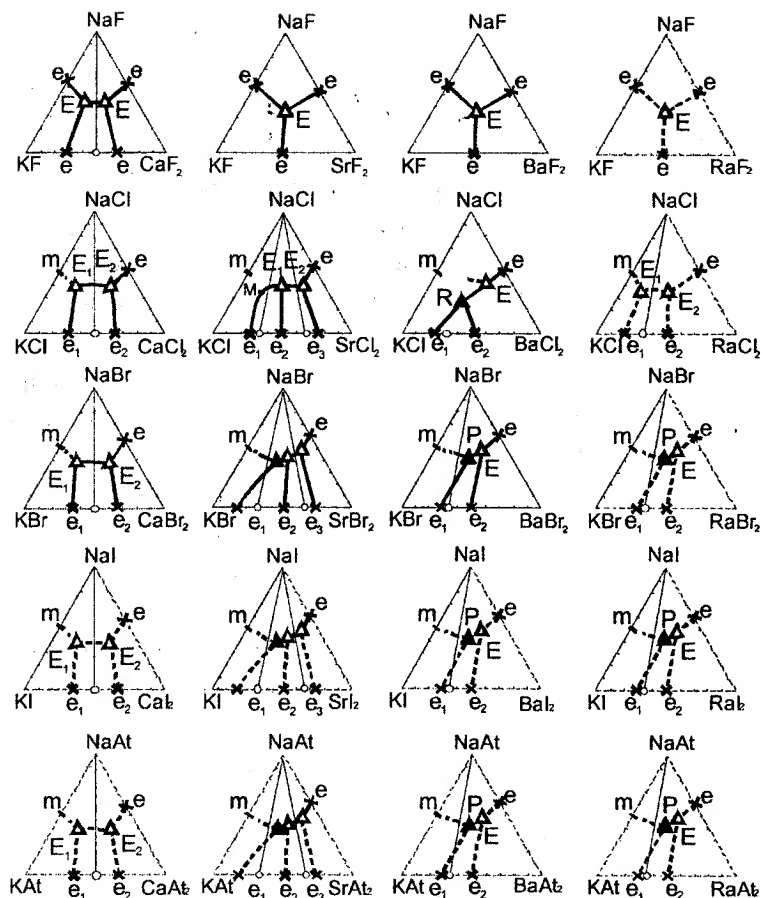 NaF NaF NaF NaF
e e e e e e e e
E E E E E
KF e e CaF₂ KF e SrF₂ KF e BaF₂ KF e RaF₂
NaCl NaCl NaCl NaCl
m E₁ E₂ e m E₁ E₂ e m e E₁ e
M R E E₂
KCl e₁ e₂ CaCl₂ KCl e₁ e₂ e₃ SrCl₂ KCl e₁ e₂ BaCl₂ KCl e₁ e₂ RaCl₂
NaBr NaBr NaBr NaBr
m e m e m P e m P e
E₁ E₂ E E
KBr e₁ e₂ CaBr₂ KBr e₁ e₂ e₃ SrBr₂ KBr e₁ e₂ BaBr₂ KBr e₁ e₂ RaBr₂
NaI NaI NaI NaI
m e m e m P e m P e
E₁ E₂ E E
KI e₁ e₂ CaI₂ KI e₁ e₂ e₃ SrI₂ KI e₁ e₂ BaI₂ KI e₁ e₂ RaI₂
NaAt NaAt NaAt NaAt
m e m e m P e m P e
E₁ E₂ E E
KAt e₁ e₂ CaAt₂ KAt e₁ e₂ e₃ SrAt₂ KAt e₁ e₂ BaAt₂ KAt e₁ e₂ RaAt₂